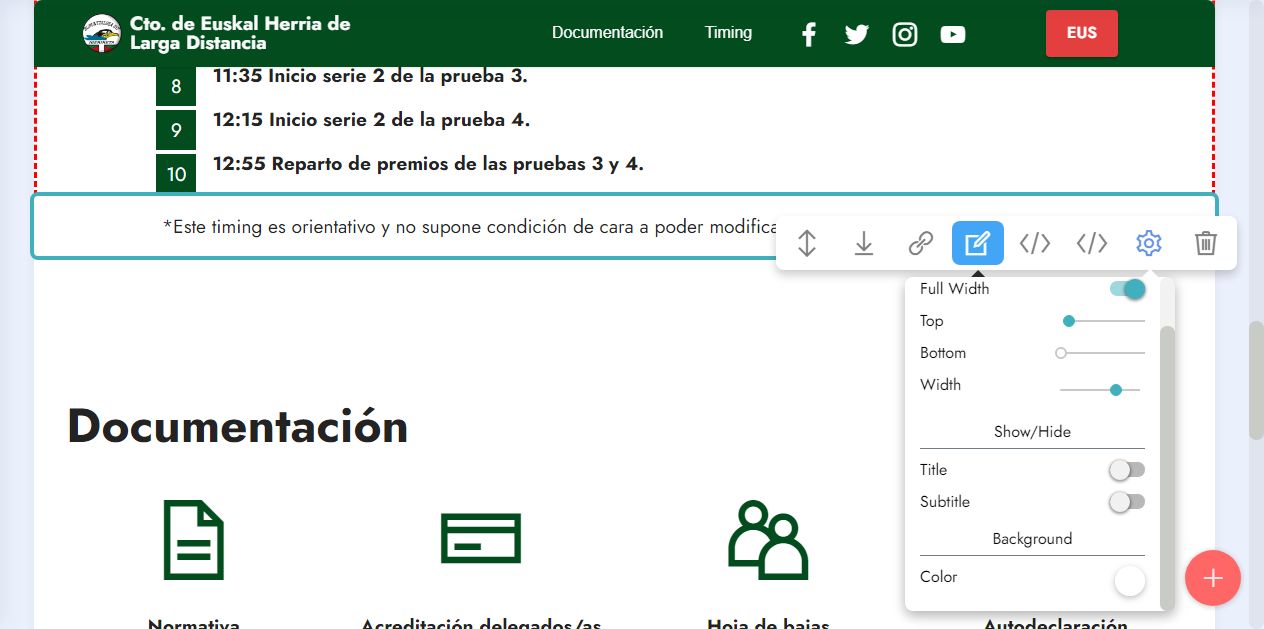 Cto. de Euskal Herria de
Larga Distancia
Documentación
Timing
EUS
8
11:35 Inicio serie 2 de la prueba 3.
9
12:15 Inicio serie 2 de la prueba 4.
10
12:55 Reparto de premios de las pruebas 3 y 4.
*Este timing es orientativo y no supone condición de cara a poder modifica
Full Width
Top
Bottom
Width
Show/Hide
Title
Subtitle
Background
Color
Documentación
Normativa
Acreditación delegados/as
Hoja de bajas
Autodeclaración